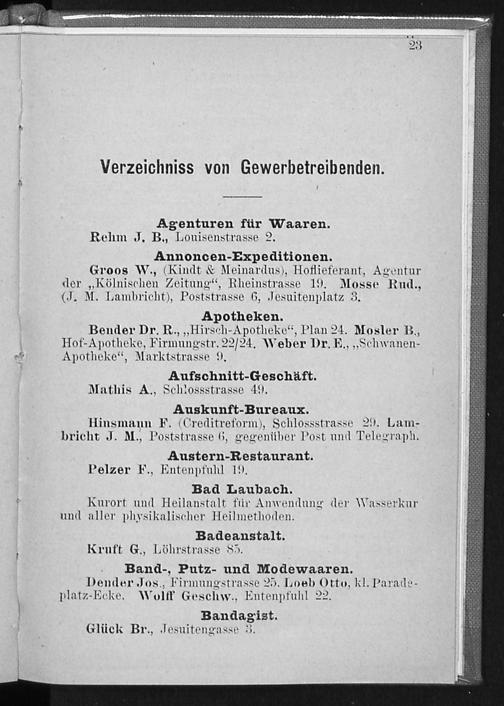 23
Verzeichniss von Gewerbetreibenden.
Agenturen für Waaren.
Rehm J. B., Louisenstrasse 2.
Annoncen-Expeditionen.
Groos W., (Kindt & Meinardus), Hoflieferant, Agentur
der „Kölnischen Zeitung“, Rheinstrasse 19. Mosse Rud.,
(J. M. Lambricht), Poststrasse 6, Jesuitenplatz 3.
Apotheken.
Bender Dr. R., „Hirsch-Apotheke“, Plan 24. Mosler B.,
Hof-Apotheke, Firmungstr. 22/24. Weber Dr. E., „Schwanen-
Apotheke“, Marktstrasse 9.
Aufschnitt-Geschäft.
Mathis A., Schlossstrasse 49.
Auskunft-Bureaux.
Hinsmann F. (Creditreform), Schlossstrasse 29. Lam-
bricht J. M., Poststrasse 6, gegenüber Post und Telegraph.
Austern-Restaurant.
Pelzer F., Entenpfuhl 19.
Bad Laubach.
Kurort und Heilanstalt für Anwendung der Wasserkur
und aller physikalischer Heilmethoden.
Badeanstalt.
Kruft G., Löhrstrasse 85.
Band-, Putz- und Modewaaren.
Dender Jos., Firmungstrasse 25. Loeb Otto, kl. Parade-
platz-Ecke. Wolff Geschw., Entenpfuhl 22.
Bandagist.
Glück Br., Jesuitengasse 3.